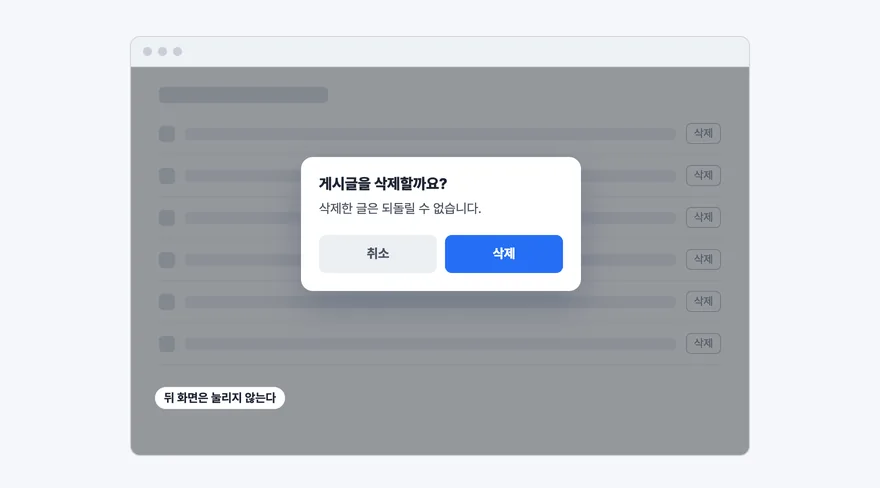 삭제
삭제
게시글을 삭제할까요?
삭제한 글은 되돌릴 수 없습니다.
삭제
취소
삭제
삭제
삭제
삭제
뒤 화면은 눌리지 않는다